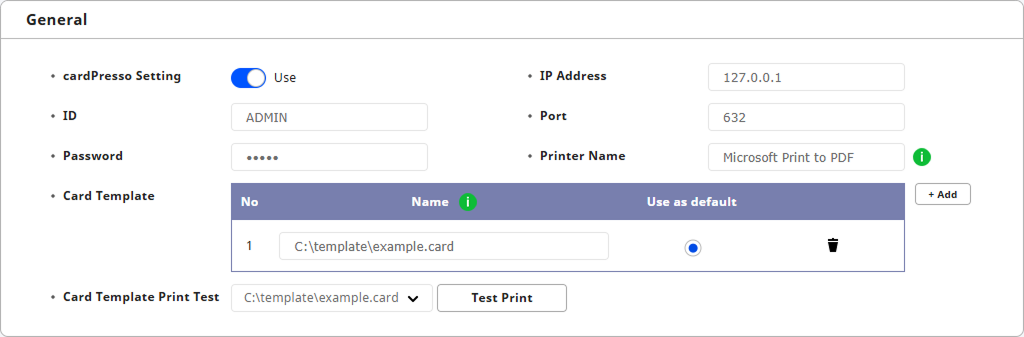 General
cardPresso Setting
Use
IP Address
127.0.0.1
ID
ADMIN
Port
632
Password
•••••
Printer Name
Microsoft Print to PDF
i
Card Template
No
Name
i
Use as default
+ Add
1
C:\template\example.card
Card Template Print Test
C:\template\example.card
Test Print